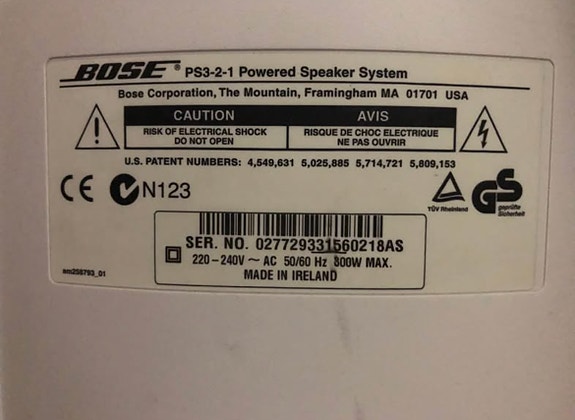 BOSE® PS3-2-1 Powered Speaker System
Bose Corporation, The Mountain, Framingham MA 01701 USA
CAUTION
RISK OF ELECTRICAL SHOCK
DO NOT OPEN
AVIS
RISQUE DE CHOC ELECTRIQUE
NE PAS OUVRIR
U.S. PATENT NUMBERS: 4,549,631 5,025,885 5,714,721 5,809,153
CE N123
TÜV Rheinland
GS
geprüfte
Sicherheit
SER. NO. 027729331560218AS
220-240V ~ AC 50/60 Hz 300W MAX.
MADE IN IRELAND
am258793_01